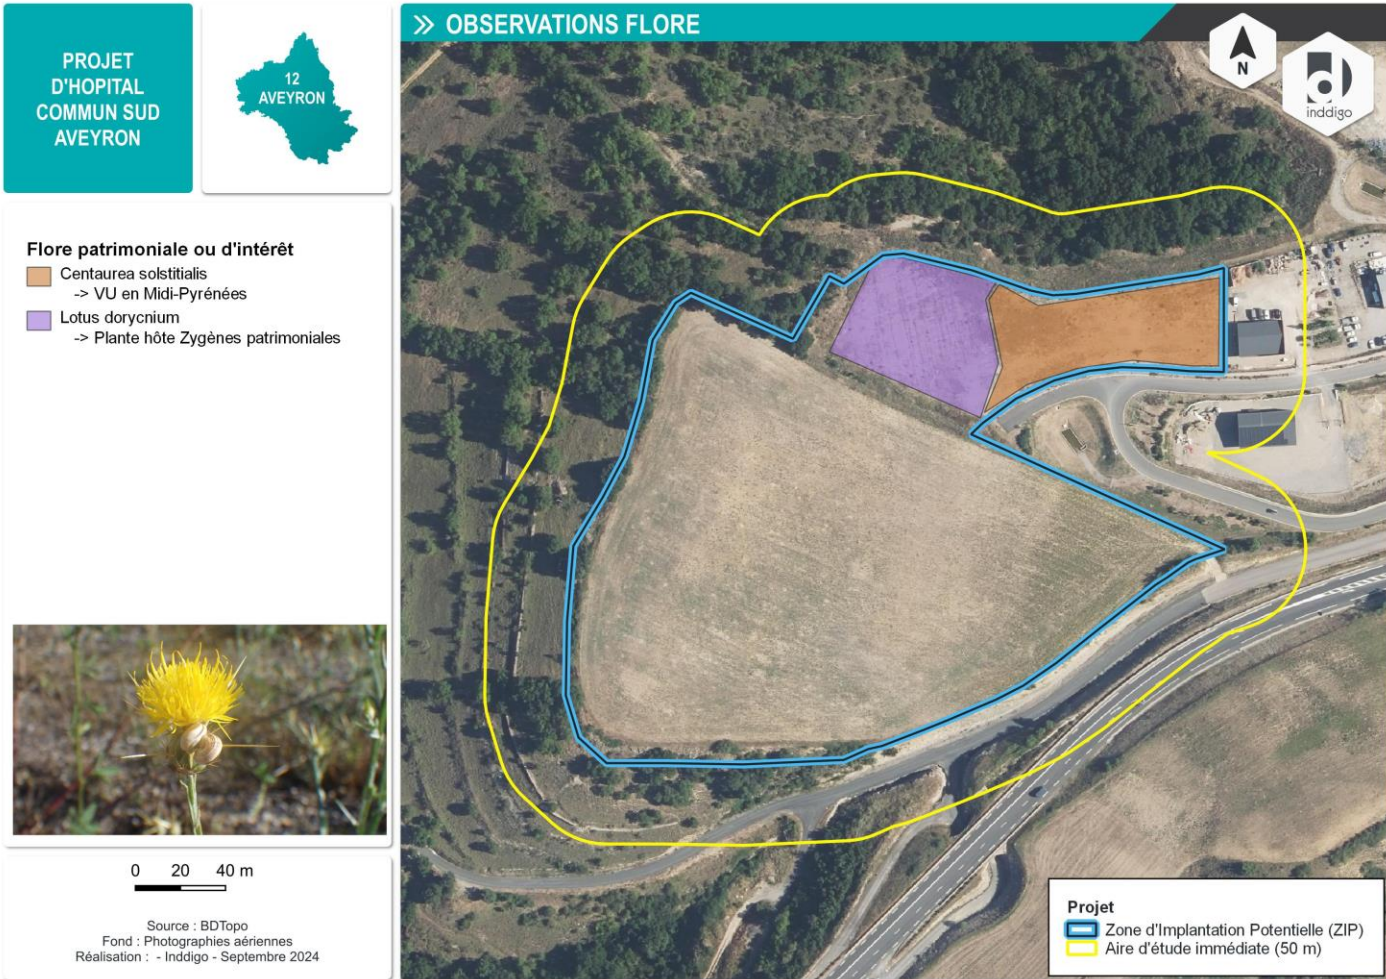 PROJET
D'HOPITAL
COMMUN SUD
AVEYRON
12
AVEYRON
OBSERVATIONS FLORE
N
inddigo
Flore patrimoniale ou d'intérêt
Centaurea solstitialis
-> VU en Midi-Pyrénées
Lotus dorycnium
-> Plante hôte Zygènes patrimoniales
0 20 40 m
Source : BDTopo
Fond : Photographies aériennes
Réalisation : - Inddigo - Septembre 2024
Projet
Zone d'Implantation Potentielle (ZIP)
Aire d'étude immédiate (50 m)